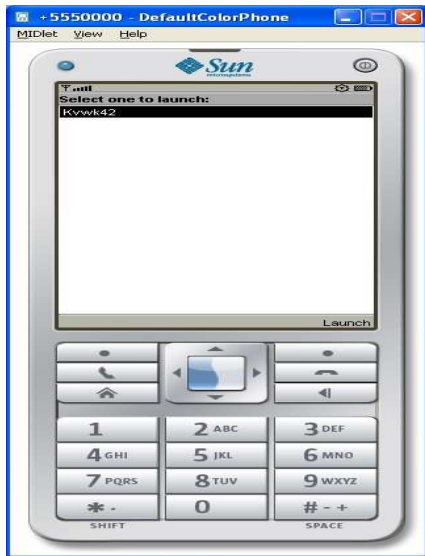 +5550000 - DefaultColorPhone
MIDlet View Help
Sun
microsystems
Select one to launch:
Kvwk42
Launch
1 2 ABC 3 DEF
4 GHI 5 JKL 6 MNO
7 PQRS 8 TUV 9 WXYZ
* . 0 # - +
SHIFT SPACE